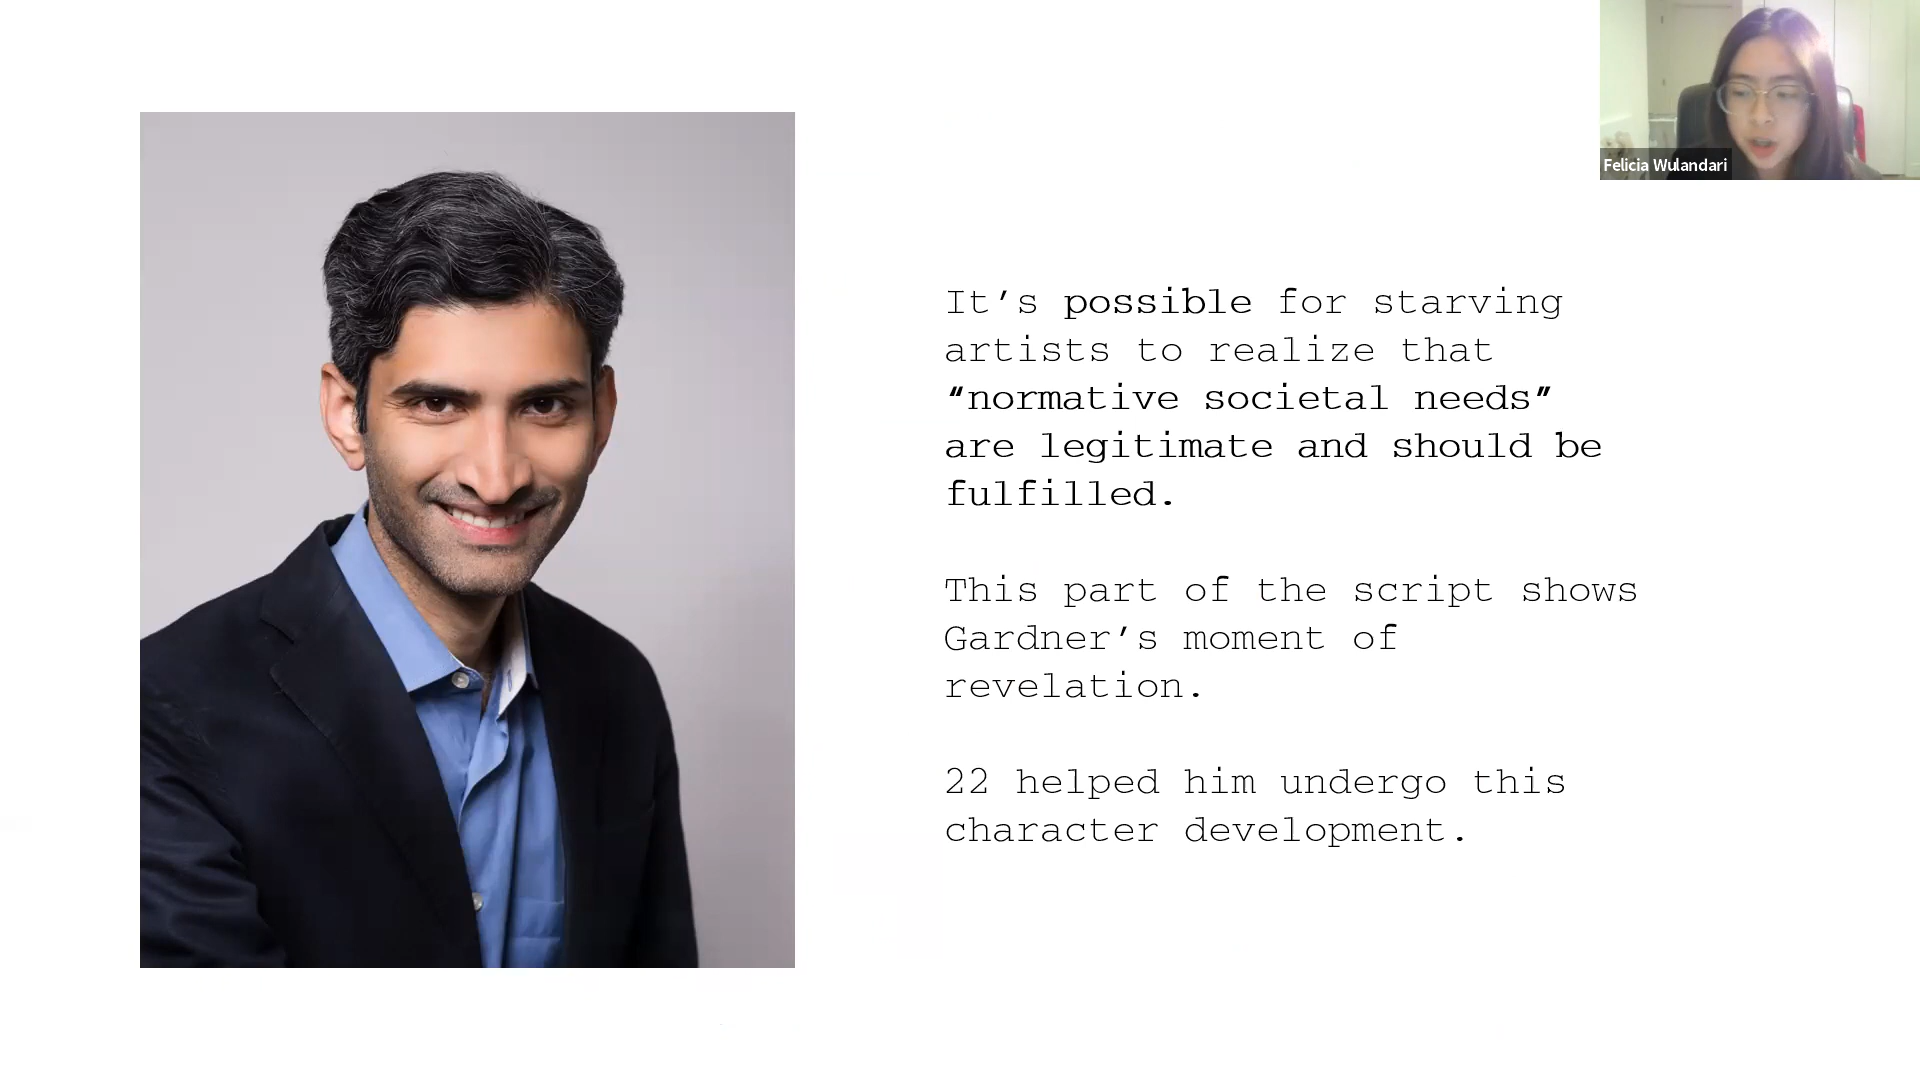 Felicia Wulandari
It’s possible for starving
artists to realize that
“normative societal needs”
are legitimate and should be
fulfilled.
This part of the script shows
Gardner’s moment of
revelation.
22 helped him undergo this
character development.